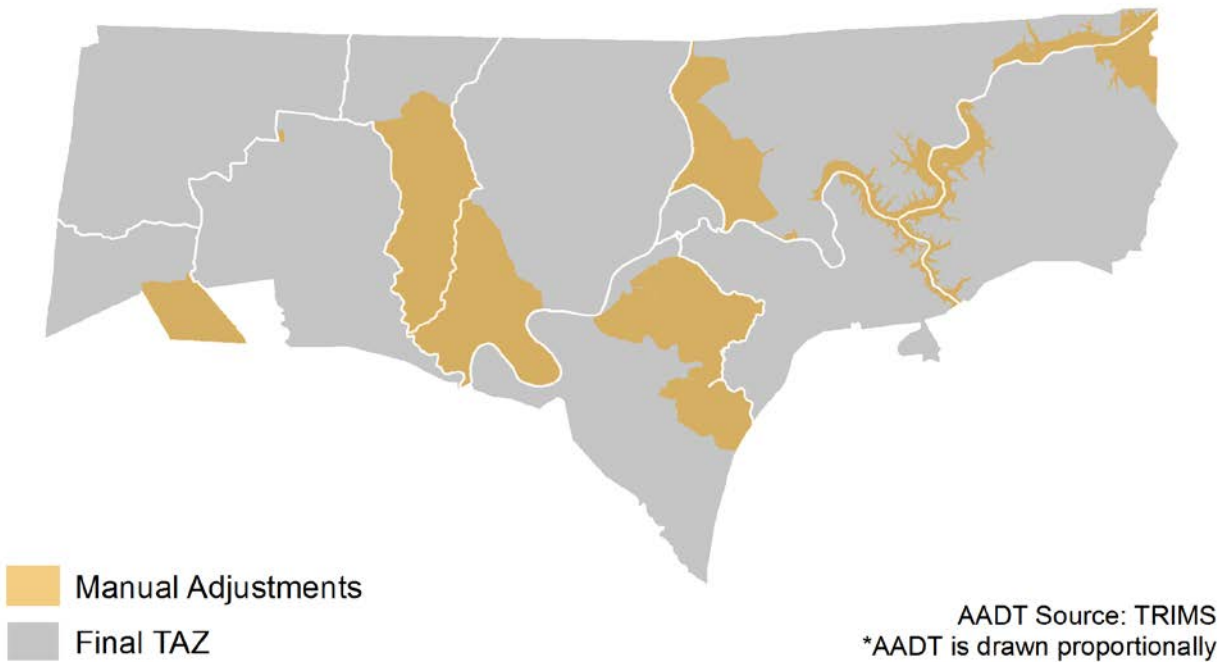 Manual Adjustments
Final TAZ
AADT Source: TRIMS
*AADT is drawn proportionally